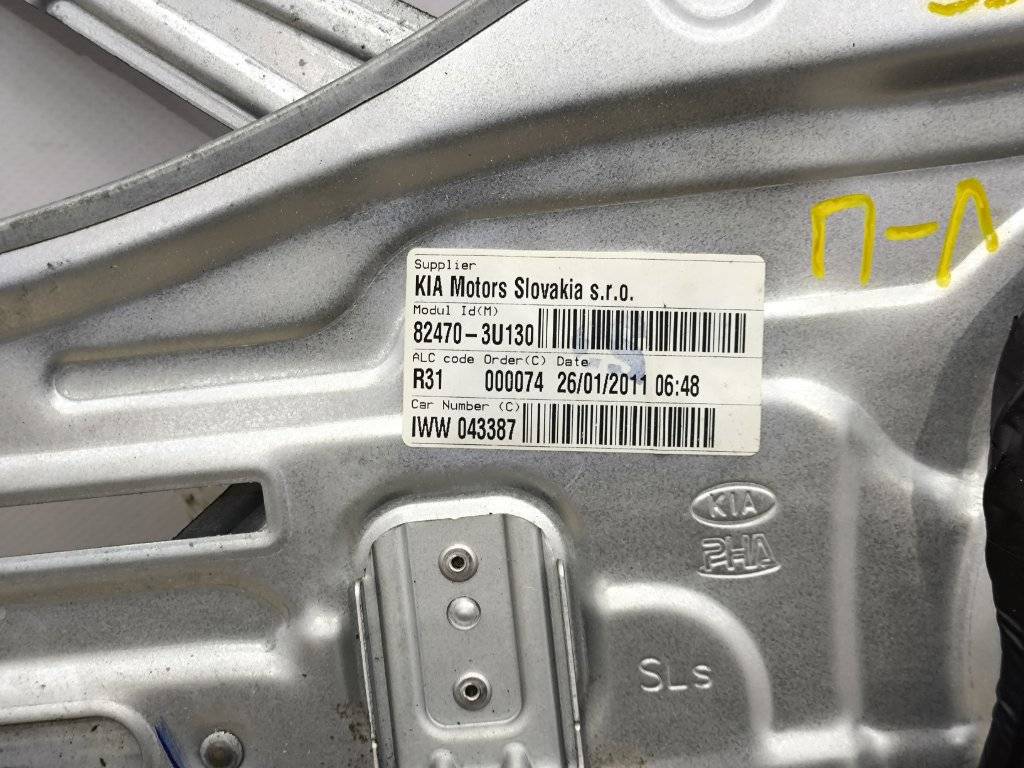 П-Л
Supplier
KIA Motors Slovakia s.r.o.
Modul Id(M)
82470-3U130
ALC code Order(C) Date
R31 000074 26/01/2011 06:48
Car Number (C)
IWW 043387
KIA
PHA
SLs